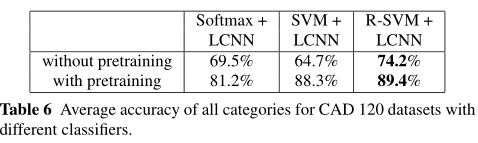 Softmax + SVM + R-SVM +
LCNN LCNN LCNN
without pretraining 69.5% 64.7% 74.2%
with pretraining 81.2% 88.3% 89.4%
Table 6 Average accuracy of all categories for CAD 120 datasets with
different classifiers.